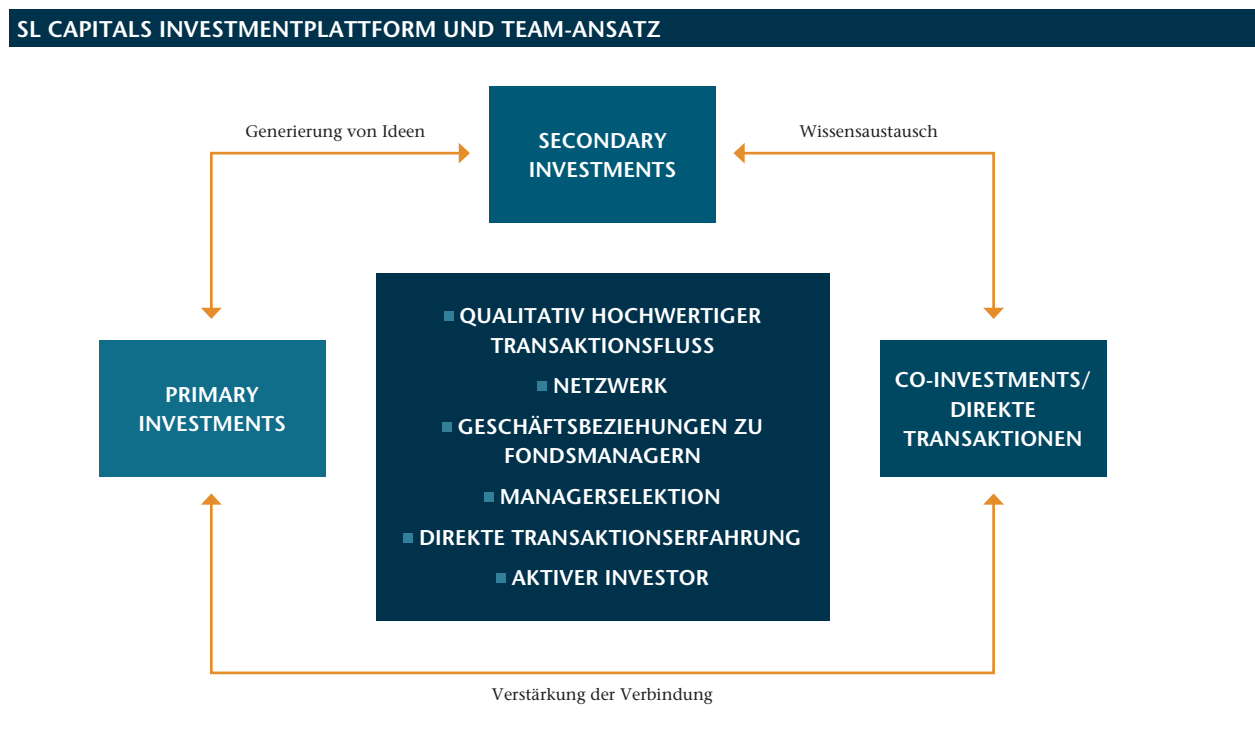 SL CAPITALS INVESTMENTPLATTFORM UND TEAM-ANSATZ
Generierung von Ideen
SECONDARY
INVESTMENTS
Wissensaustausch
PRIMARY
INVESTMENTS
QUALITATIV HOCHWERTIGER
TRANSAKTIONSFLUSS
NETZWERK
GESCHÄFTSBEZIEHUNGEN ZU
FONDSMANAGERN
MANAGERSELEKTION
DIREKTE TRANSAKTIONSERFAHRUNG
AKTIVER INVESTOR
CO-INVESTMENTS/
DIREKTE
TRANSAKTIONEN
Verstärkung der Verbindung